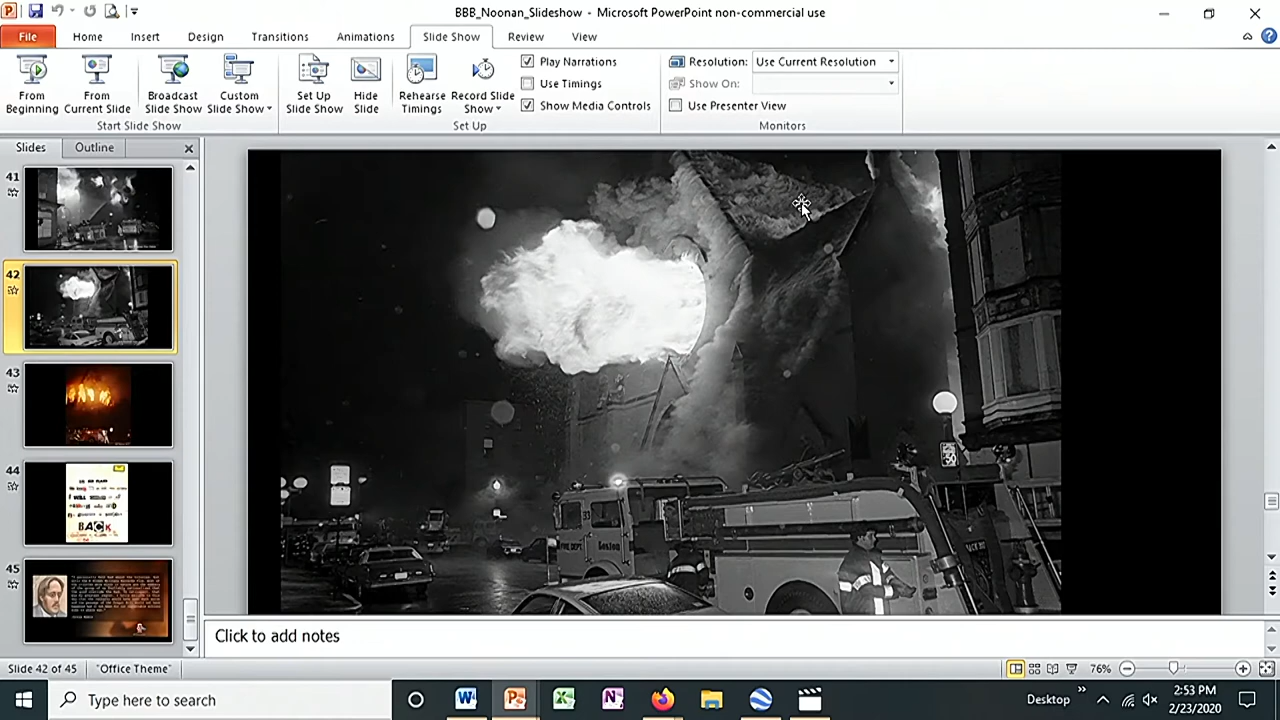 BBB_Noonan_Slideshow - Microsoft PowerPoint non-commercial use
File Home Insert Design Transitions Animations Slide Show Review View
From Beginning
From Current Slide
Broadcast Slide Show
Custom Slide Show
Start Slide Show
Set Up Slide Show
Hide Slide
Rehearse Timings
Record Slide Show
Play Narrations
Use Timings
Show Media Controls
Set Up
Resolution: Use Current Resolution
Show On:
Use Presenter View
Monitors
Slides Outline
41
42
43
44
BACK
45
33
Boston
Click to add notes
Slide 42 of 45 "Office Theme" 76%
Type here to search
Desktop
2:53 PM
2/23/2020